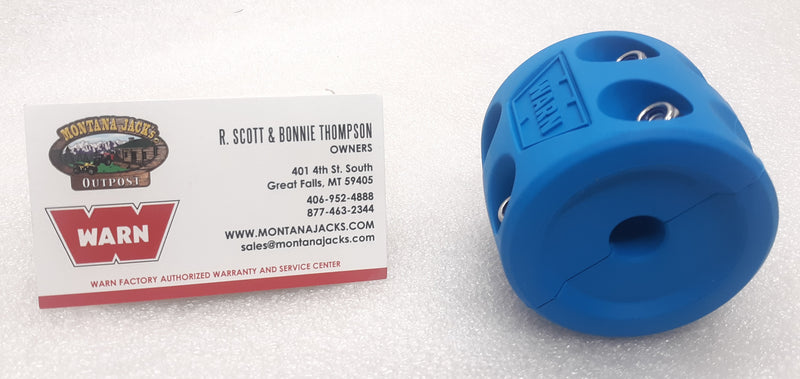 MONTANA JACK'S
OUTPOST
WARN
R. SCOTT & BONNIE THOMPSON
OWNERS
401 4th St. South
Great Falls, MT 59405
406-952-4888
877-463-2344
WWW.MONTANAJACKS.COM
sales@montanajacks.com
WARN FACTORY AUTHORIZED WARRANTY AND SERVICE CENTER
WARN